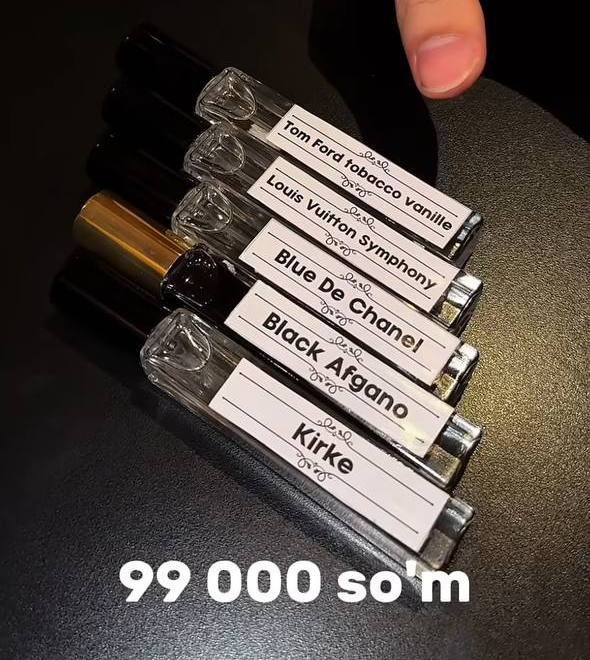 Tom Ford tobacco vanille
Louis Vuitton Symphony
Blue De Chanel
Black Afgano
Kirke
99 000 so'm